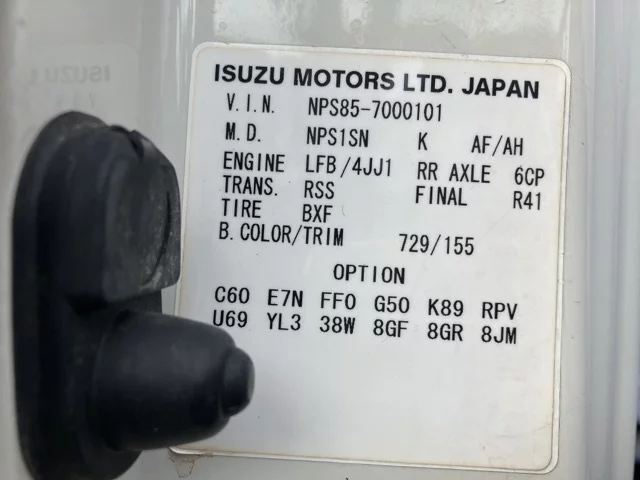 ISUZU MOTORS LTD. JAPAN
V.I.N. NPS85-7000101
M.D. NPS1SN K AF/AH
ENGINE LFB/4JJ1 RR AXLE 6CP
TRANS. RSS FINAL R41
TIRE BXF
B.COLOR/TRIM 729/155
OPTION
C60 E7N FF0 G50 K89 RPV
U69 YL3 38W 8GF 8GR 8JM